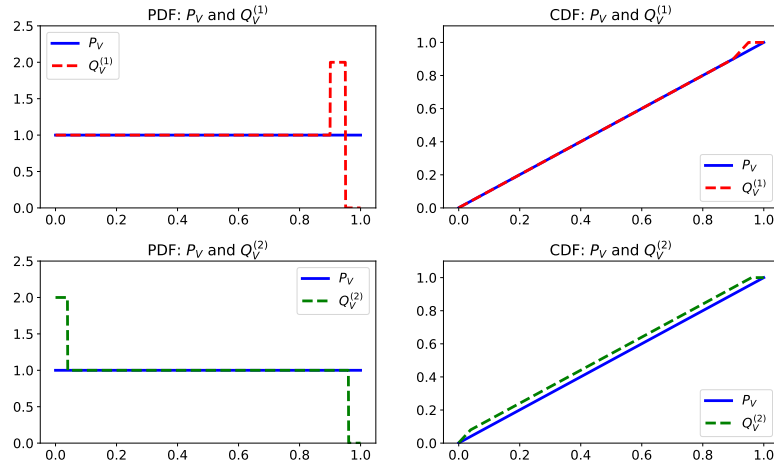 PDF: $P_V$ and $Q_V^{(1)}$
2.5
2.0
1.5
1.0
0.5
0.0
0.0 0.2 0.4 0.6 0.8 1.0
$P_V$
$Q_V^{(1)}$
CDF: $P_V$ and $Q_V^{(1)}$
1.0
0.8
0.6
0.4
0.2
0.0
0.0 0.2 0.4 0.6 0.8 1.0
$P_V$
$Q_V^{(1)}$
PDF: $P_V$ and $Q_V^{(2)}$
2.5
2.0
1.5
1.0
0.5
0.0
0.0 0.2 0.4 0.6 0.8 1.0
$P_V$
$Q_V^{(2)}$
CDF: $P_V$ and $Q_V^{(2)}$
1.0
0.8
0.6
0.4
0.2
0.0
0.0 0.2 0.4 0.6 0.8 1.0
$P_V$
$Q_V^{(2)}$